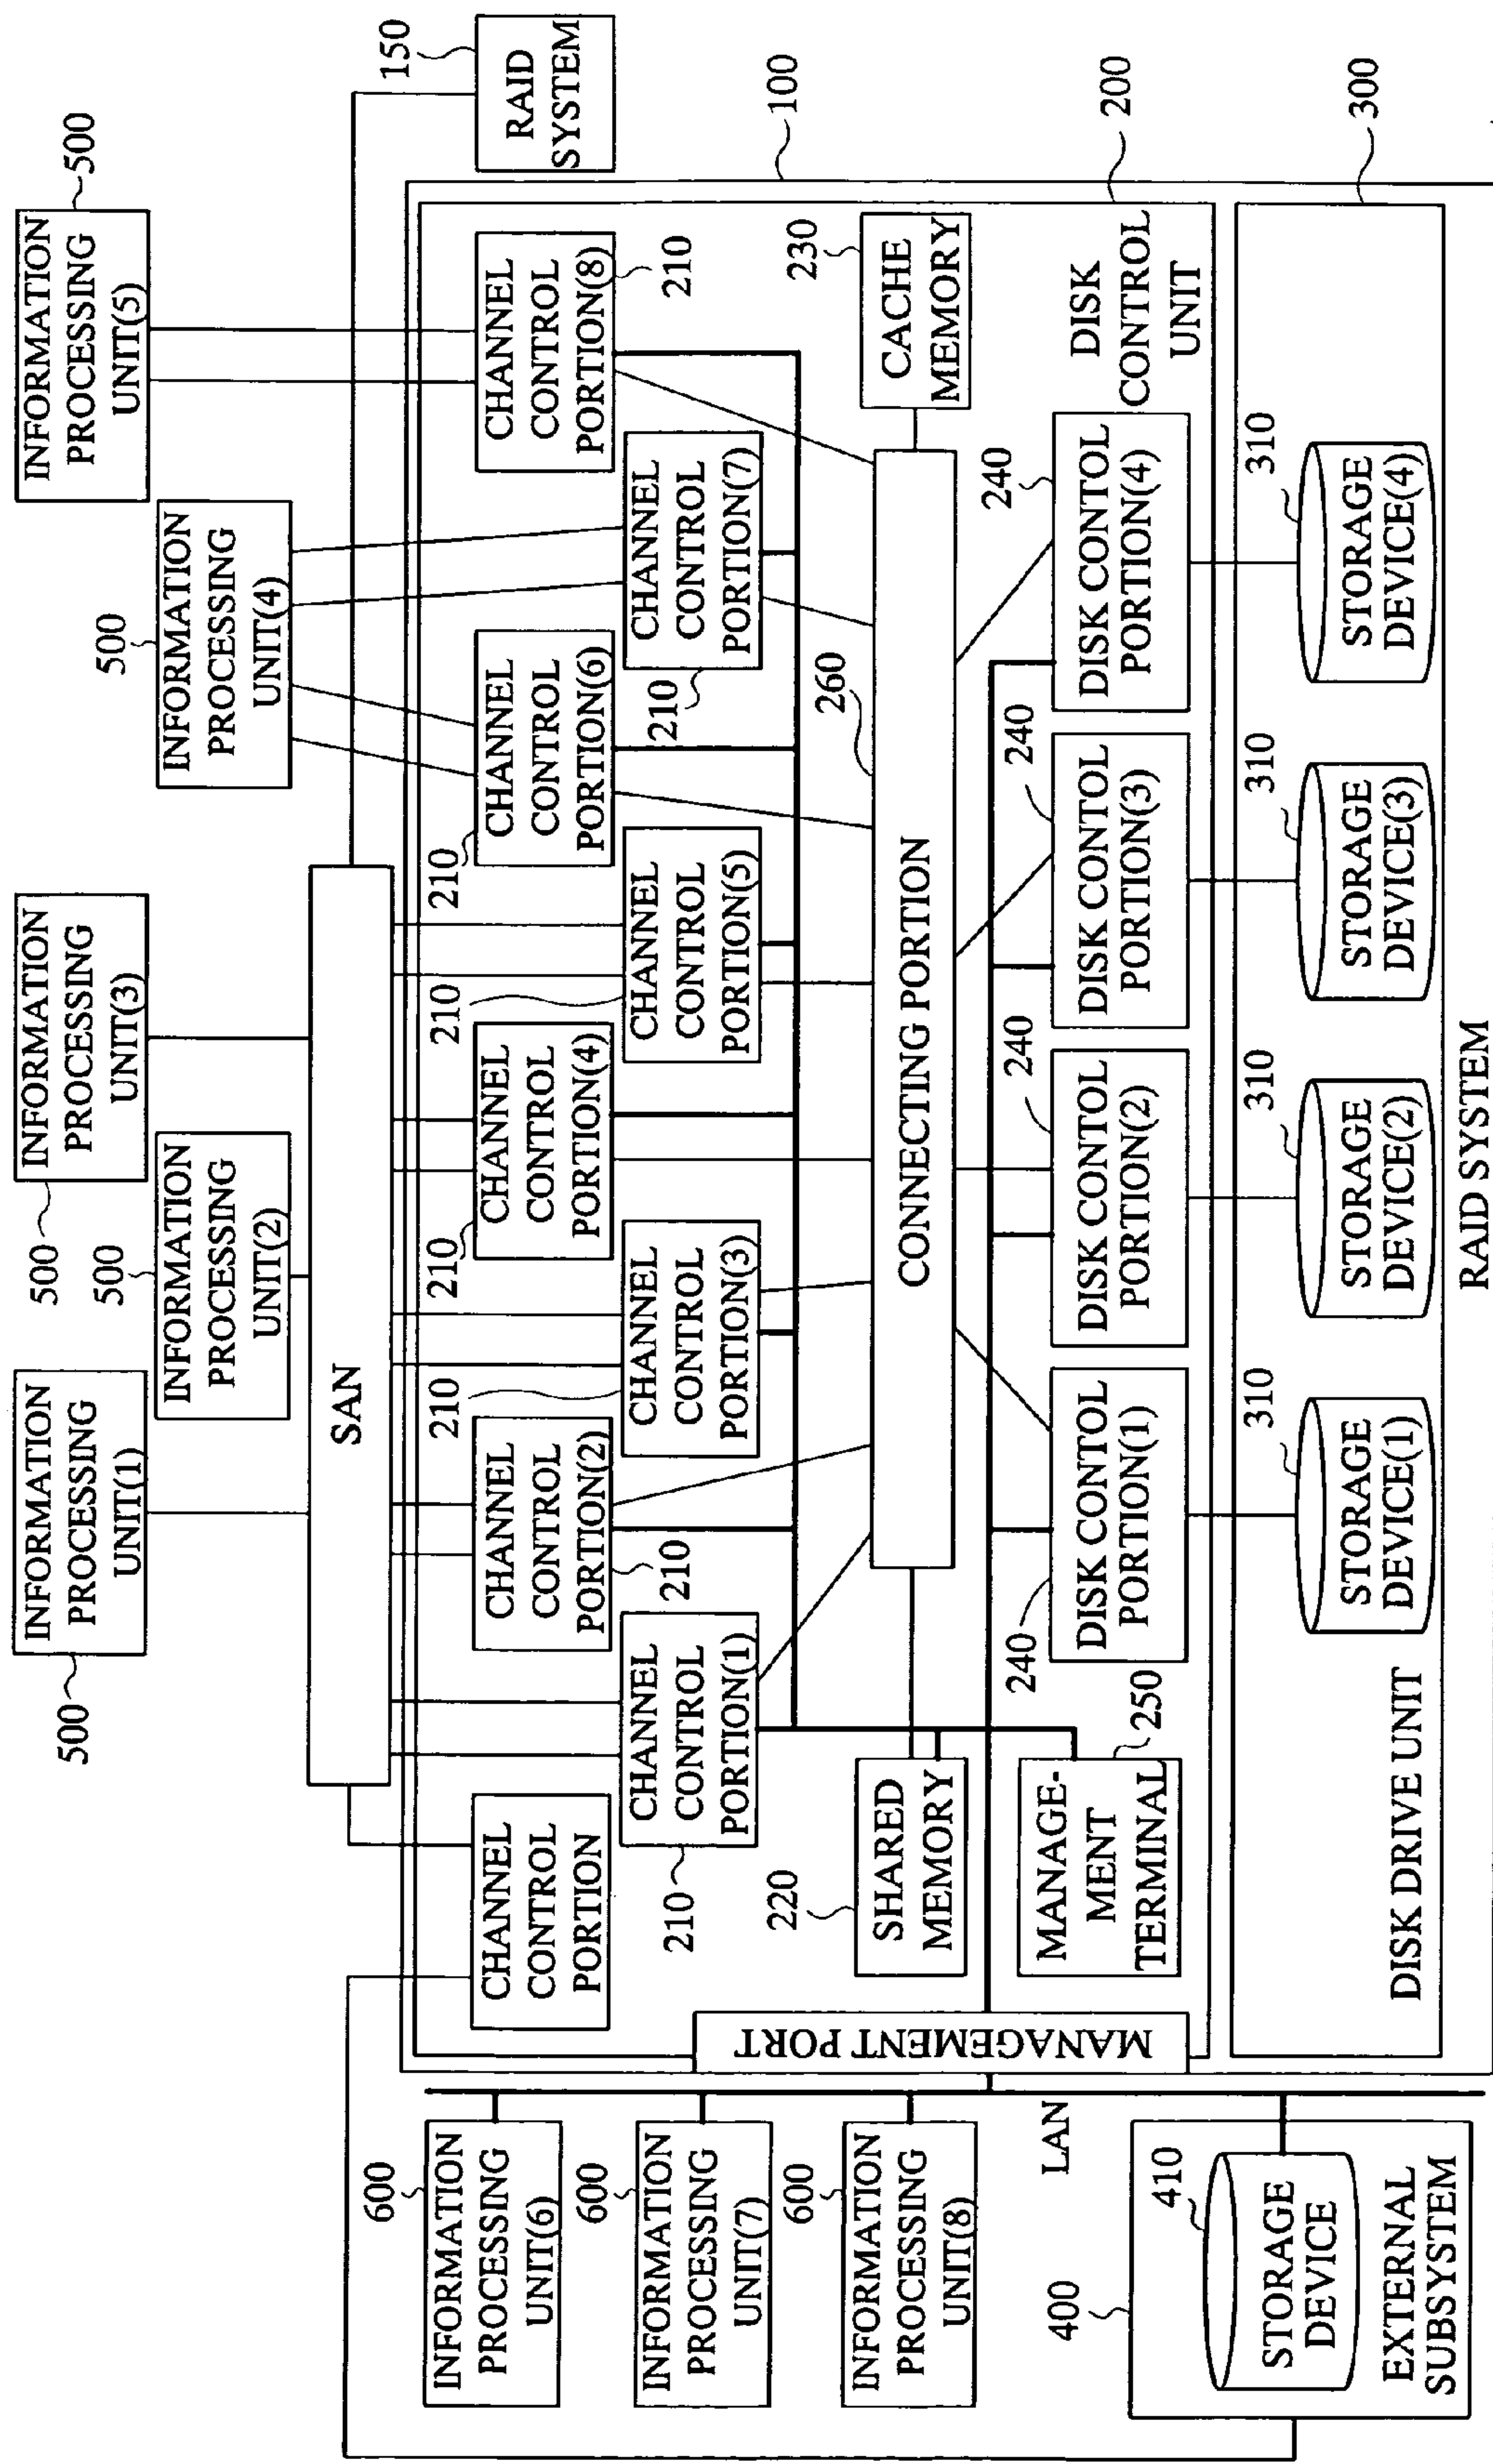 INFORMATION
PROCESSING
UNIT(1)
500
INFORMATION
PROCESSING
UNIT(2)
500
INFORMATION
PROCESSING
UNIT(3)
500
INFORMATION
PROCESSING
UNIT(4)
500
INFORMATION
PROCESSING
UNIT(5)
500
SAN
150
RAID
SYSTEM
100
200
300
CHANNEL
CONTROL
PORTION
CHANNEL
CONTROL
PORTION(1)
210
CHANNEL
CONTROL
PORTION(2)
210
CHANNEL
CONTROL
PORTION(3)
210
CHANNEL
CONTROL
PORTION(4)
210
CHANNEL
CONTROL
PORTION(5)
210
CHANNEL
CONTROL
PORTION(6)
210
CHANNEL
CONTROL
PORTION(7)
210
CHANNEL
CONTROL
PORTION(8)
210
220
SHARED
MEMORY
CONNECTING PORTION
260
230
CACHE
MEMORY
MANAGE-
MENT
TERMINAL
250
DISK CONTOL
PORTION(1)
240
DISK CONTOL
PORTION(2)
240
DISK CONTOL
PORTION(3)
240
DISK CONTOL
PORTION(4)
240
DISK
CONTROL
UNIT
MANAGEMENT PORT
STORAGE
DEVICE(1)
310
STORAGE
DEVICE(2)
310
STORAGE
DEVICE(3)
310
STORAGE
DEVICE(4)
310
DISK DRIVE UNIT
RAID SYSTEM
600
INFORMATION
PROCESSING
UNIT(6)
600
INFORMATION
PROCESSING
UNIT(7)
600
INFORMATION
PROCESSING
UNIT(8)
LAN
400
410
STORAGE
DEVICE
EXTERNAL
SUBSYSTEM